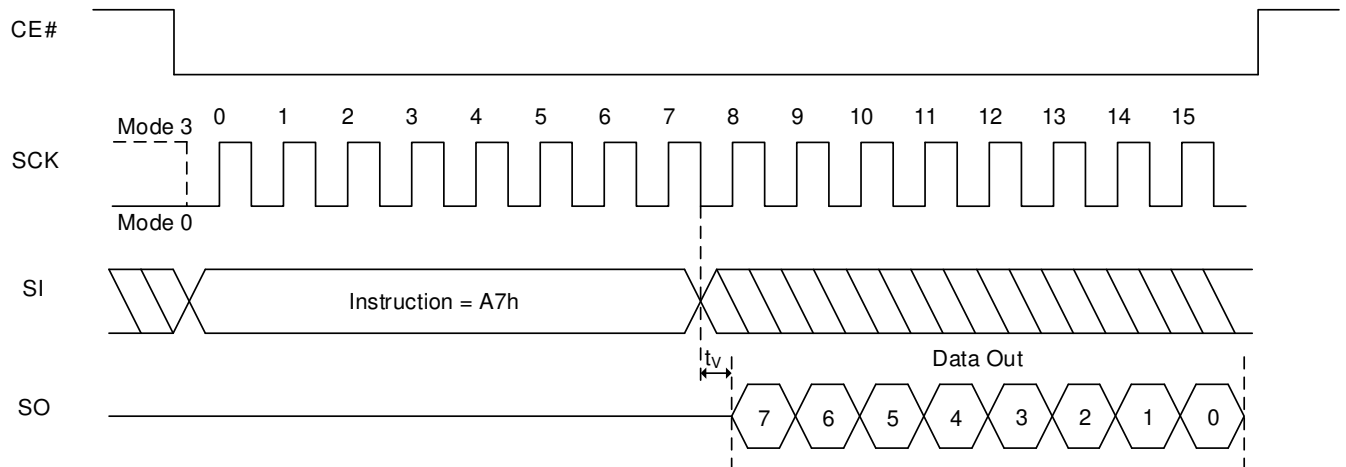 CE#
0 1 2 3 4 5 6 7 8 9 10 11 12 13 14 15
Mode 3
SCK
Mode 0
SI
Instruction = A7h
tV
Data Out
SO
7 6 5 4 3 2 1 0